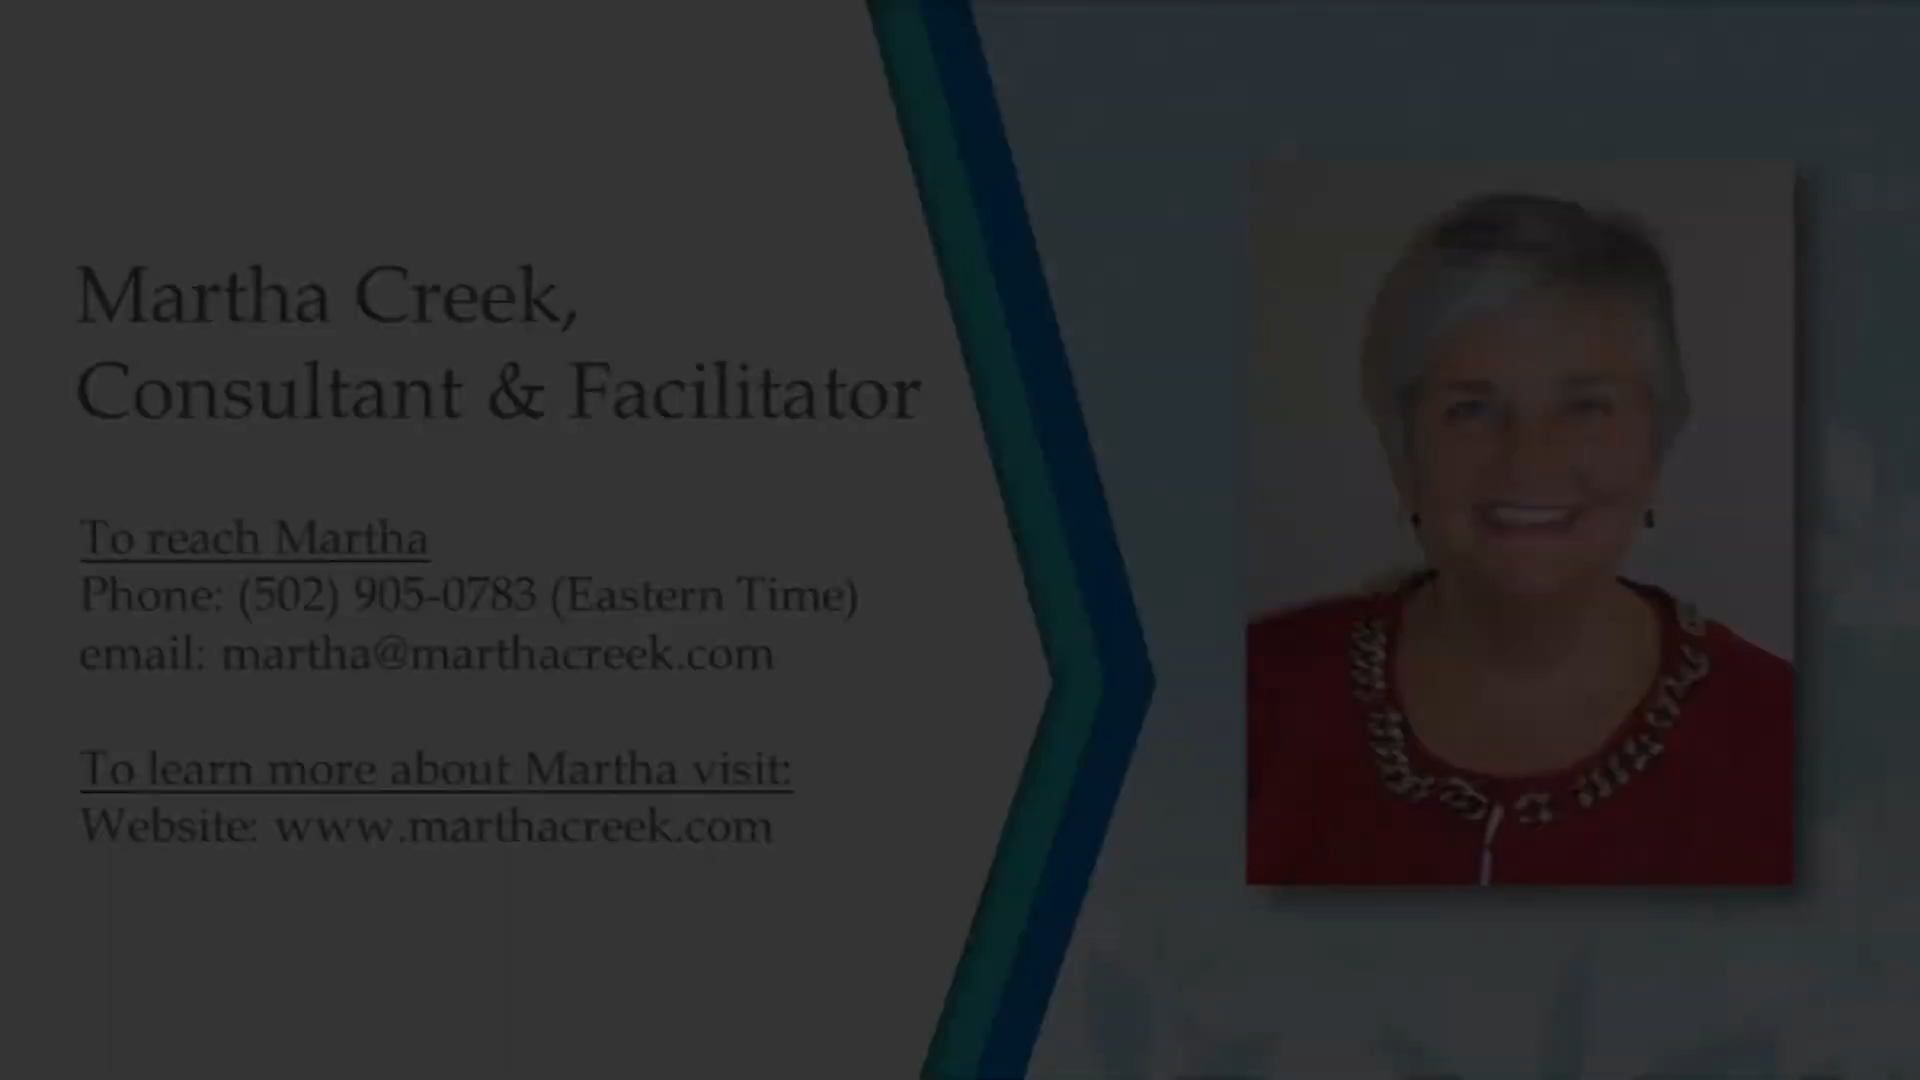 Martha Creek,
Consultant & Facilitator
To reach Martha
Phone: (502) 905-0783 (Eastern Time)
email: martha@marthacreek.com
To learn more about Martha visit:
Website: www.marthacreek.com